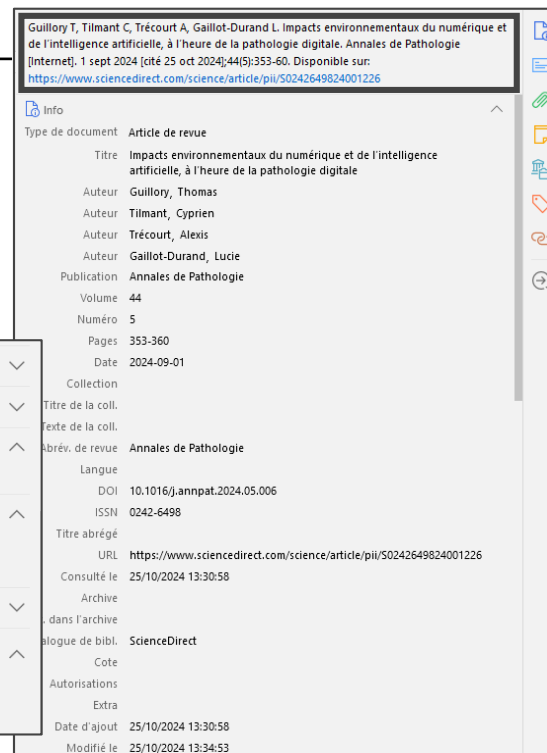 Guillory T, Tilmant C, Trécourt A, Gaillot-Durand L. Impacts environnementaux du numérique et
de l'intelligence artificielle, à l'heure de la pathologie digitale. Annales de Pathologie
[Internet]. 1 sept 2024 [cité 25 oct 2024];44(5):353-60. Disponible sur:
https://www.sciencedirect.com/science/article/pii/S0242649824001226
Info
Type de document Article de revue
Titre Impacts environnementaux du numérique et de l'intelligence
artificielle, à l'heure de la pathologie digitale
Auteur Guillory, Thomas
Auteur Tilmant, Cyprien
Auteur Trécourt, Alexis
Auteur Gaillot-Durand, Lucie
Publication Annales de Pathologie
Volume 44
Numéro 5
Pages 353-360
Date 2024-09-01
Collection
Titre de la coll.
Texte de la coll.
Abrév. de revue Annales de Pathologie
Langue
DOI 10.1016/j.annpat.2024.05.006
ISSN 0242-6498
Titre abrégé
URL https://www.sciencedirect.com/science/article/pii/S0242649824001226
Consulté le 25/10/2024 13:30:58
Archive
. dans l'archive
alogue de bibl. ScienceDirect
Cote
Autorisations
Extra
Date d'ajout 25/10/2024 13:30:58
Modifié le 25/10/2024 13:34:53